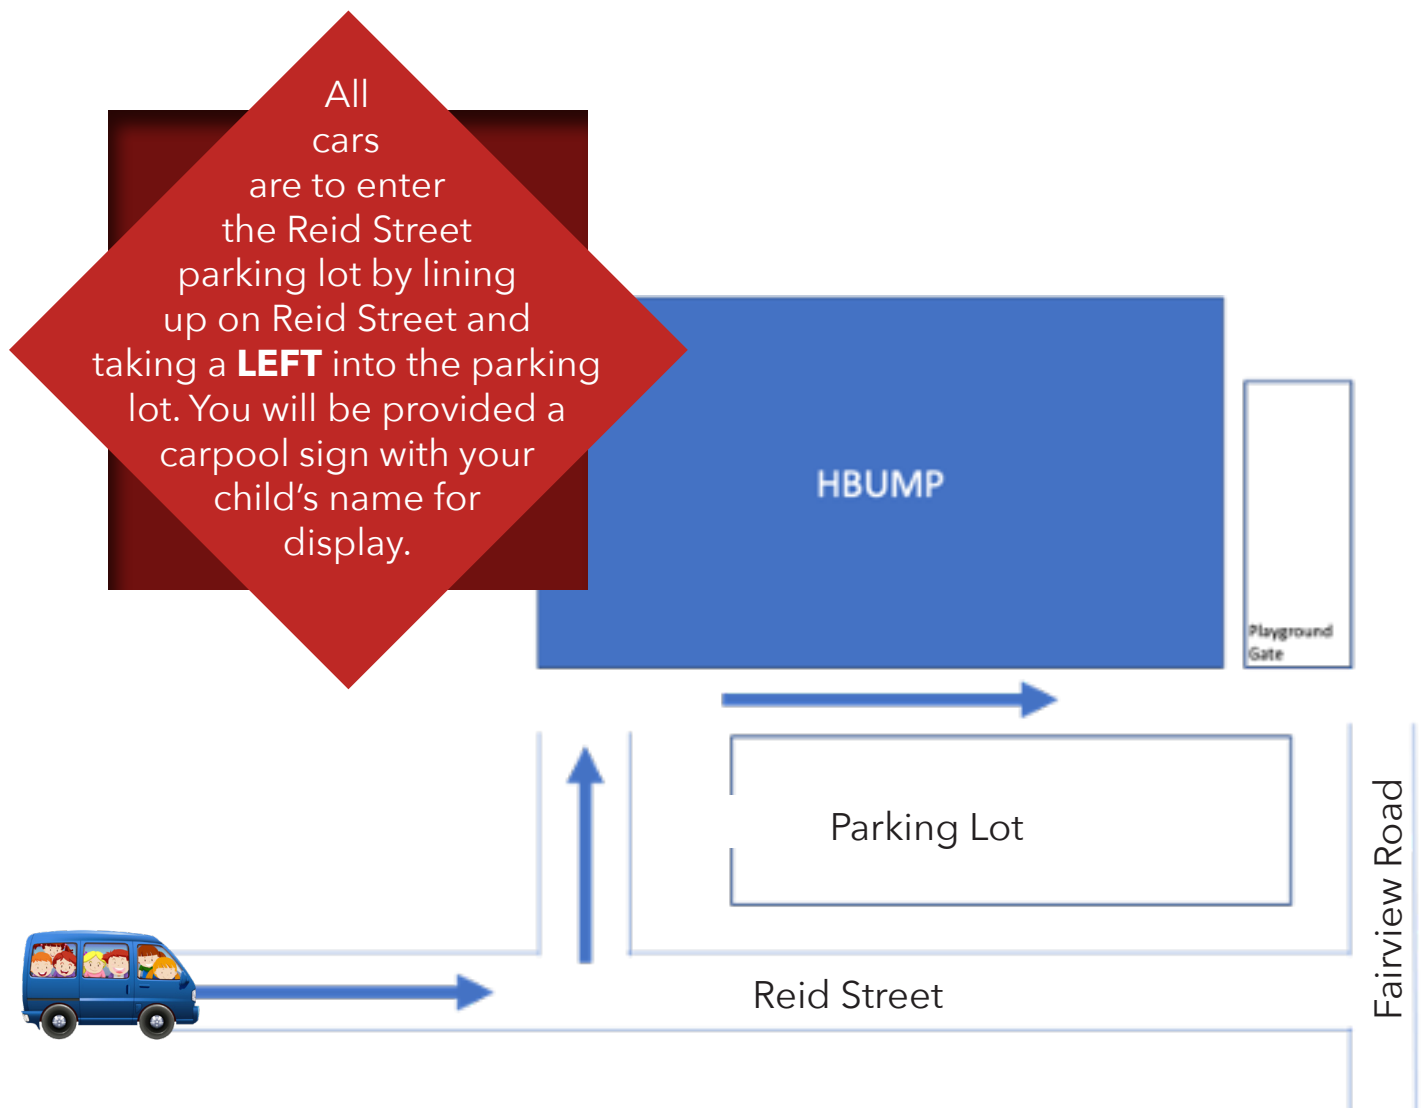 All
cars
are to enter
the Reid Street
parking lot by lining
up on Reid Street and
taking a LEFT into the parking
lot. You will be provided a
carpool sign with your
child’s name for
display.
HBUMP
Playground
Gate
Parking Lot
Fairview Road
Reid Street